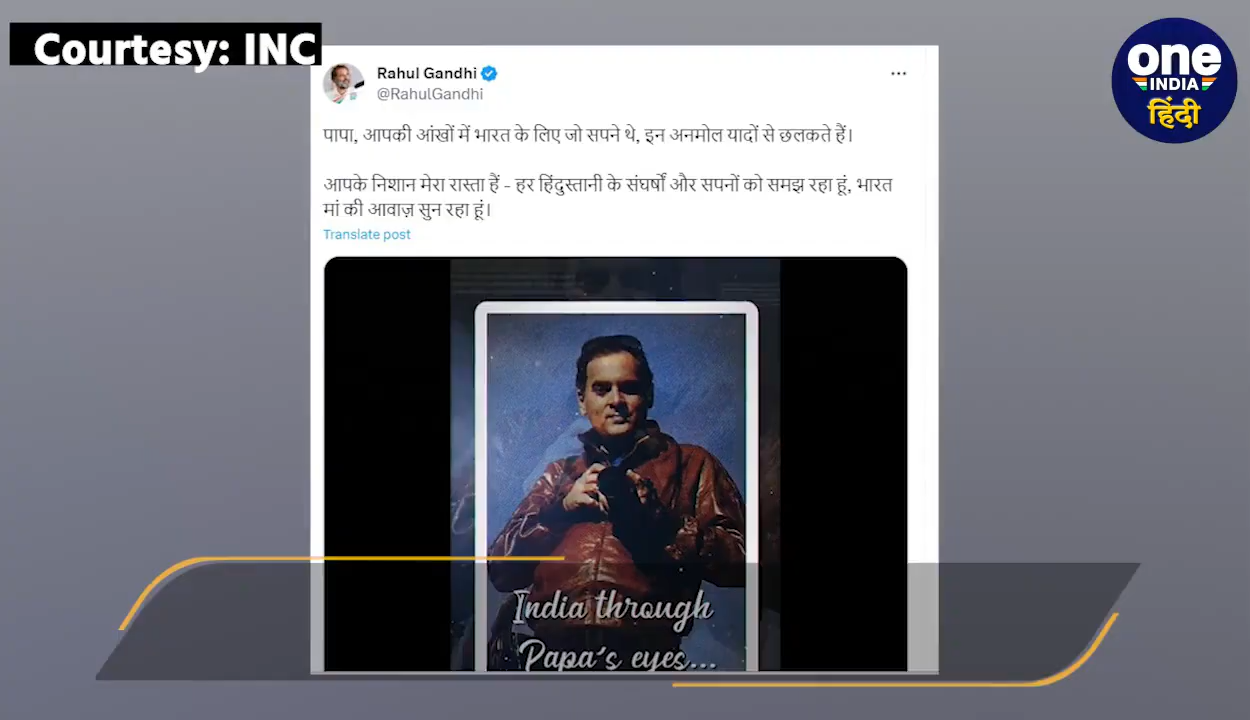 Courtesy: INC
one
INDIA
हिंदी
Rahul Gandhi
@RahulGandhi
पापा, आपकी आंखों में भारत के लिए जो सपने थे, इन अनमोल यादों से छलकते हैं।
आपके निशान मेरा रास्ता हैं - हर हिंदुस्तानी के संघर्षों और सपनों को समझ रहा हूं, भारत
मां की आवाज़ सुन रहा हूं।
Translate post
India through
Papa's eyes...